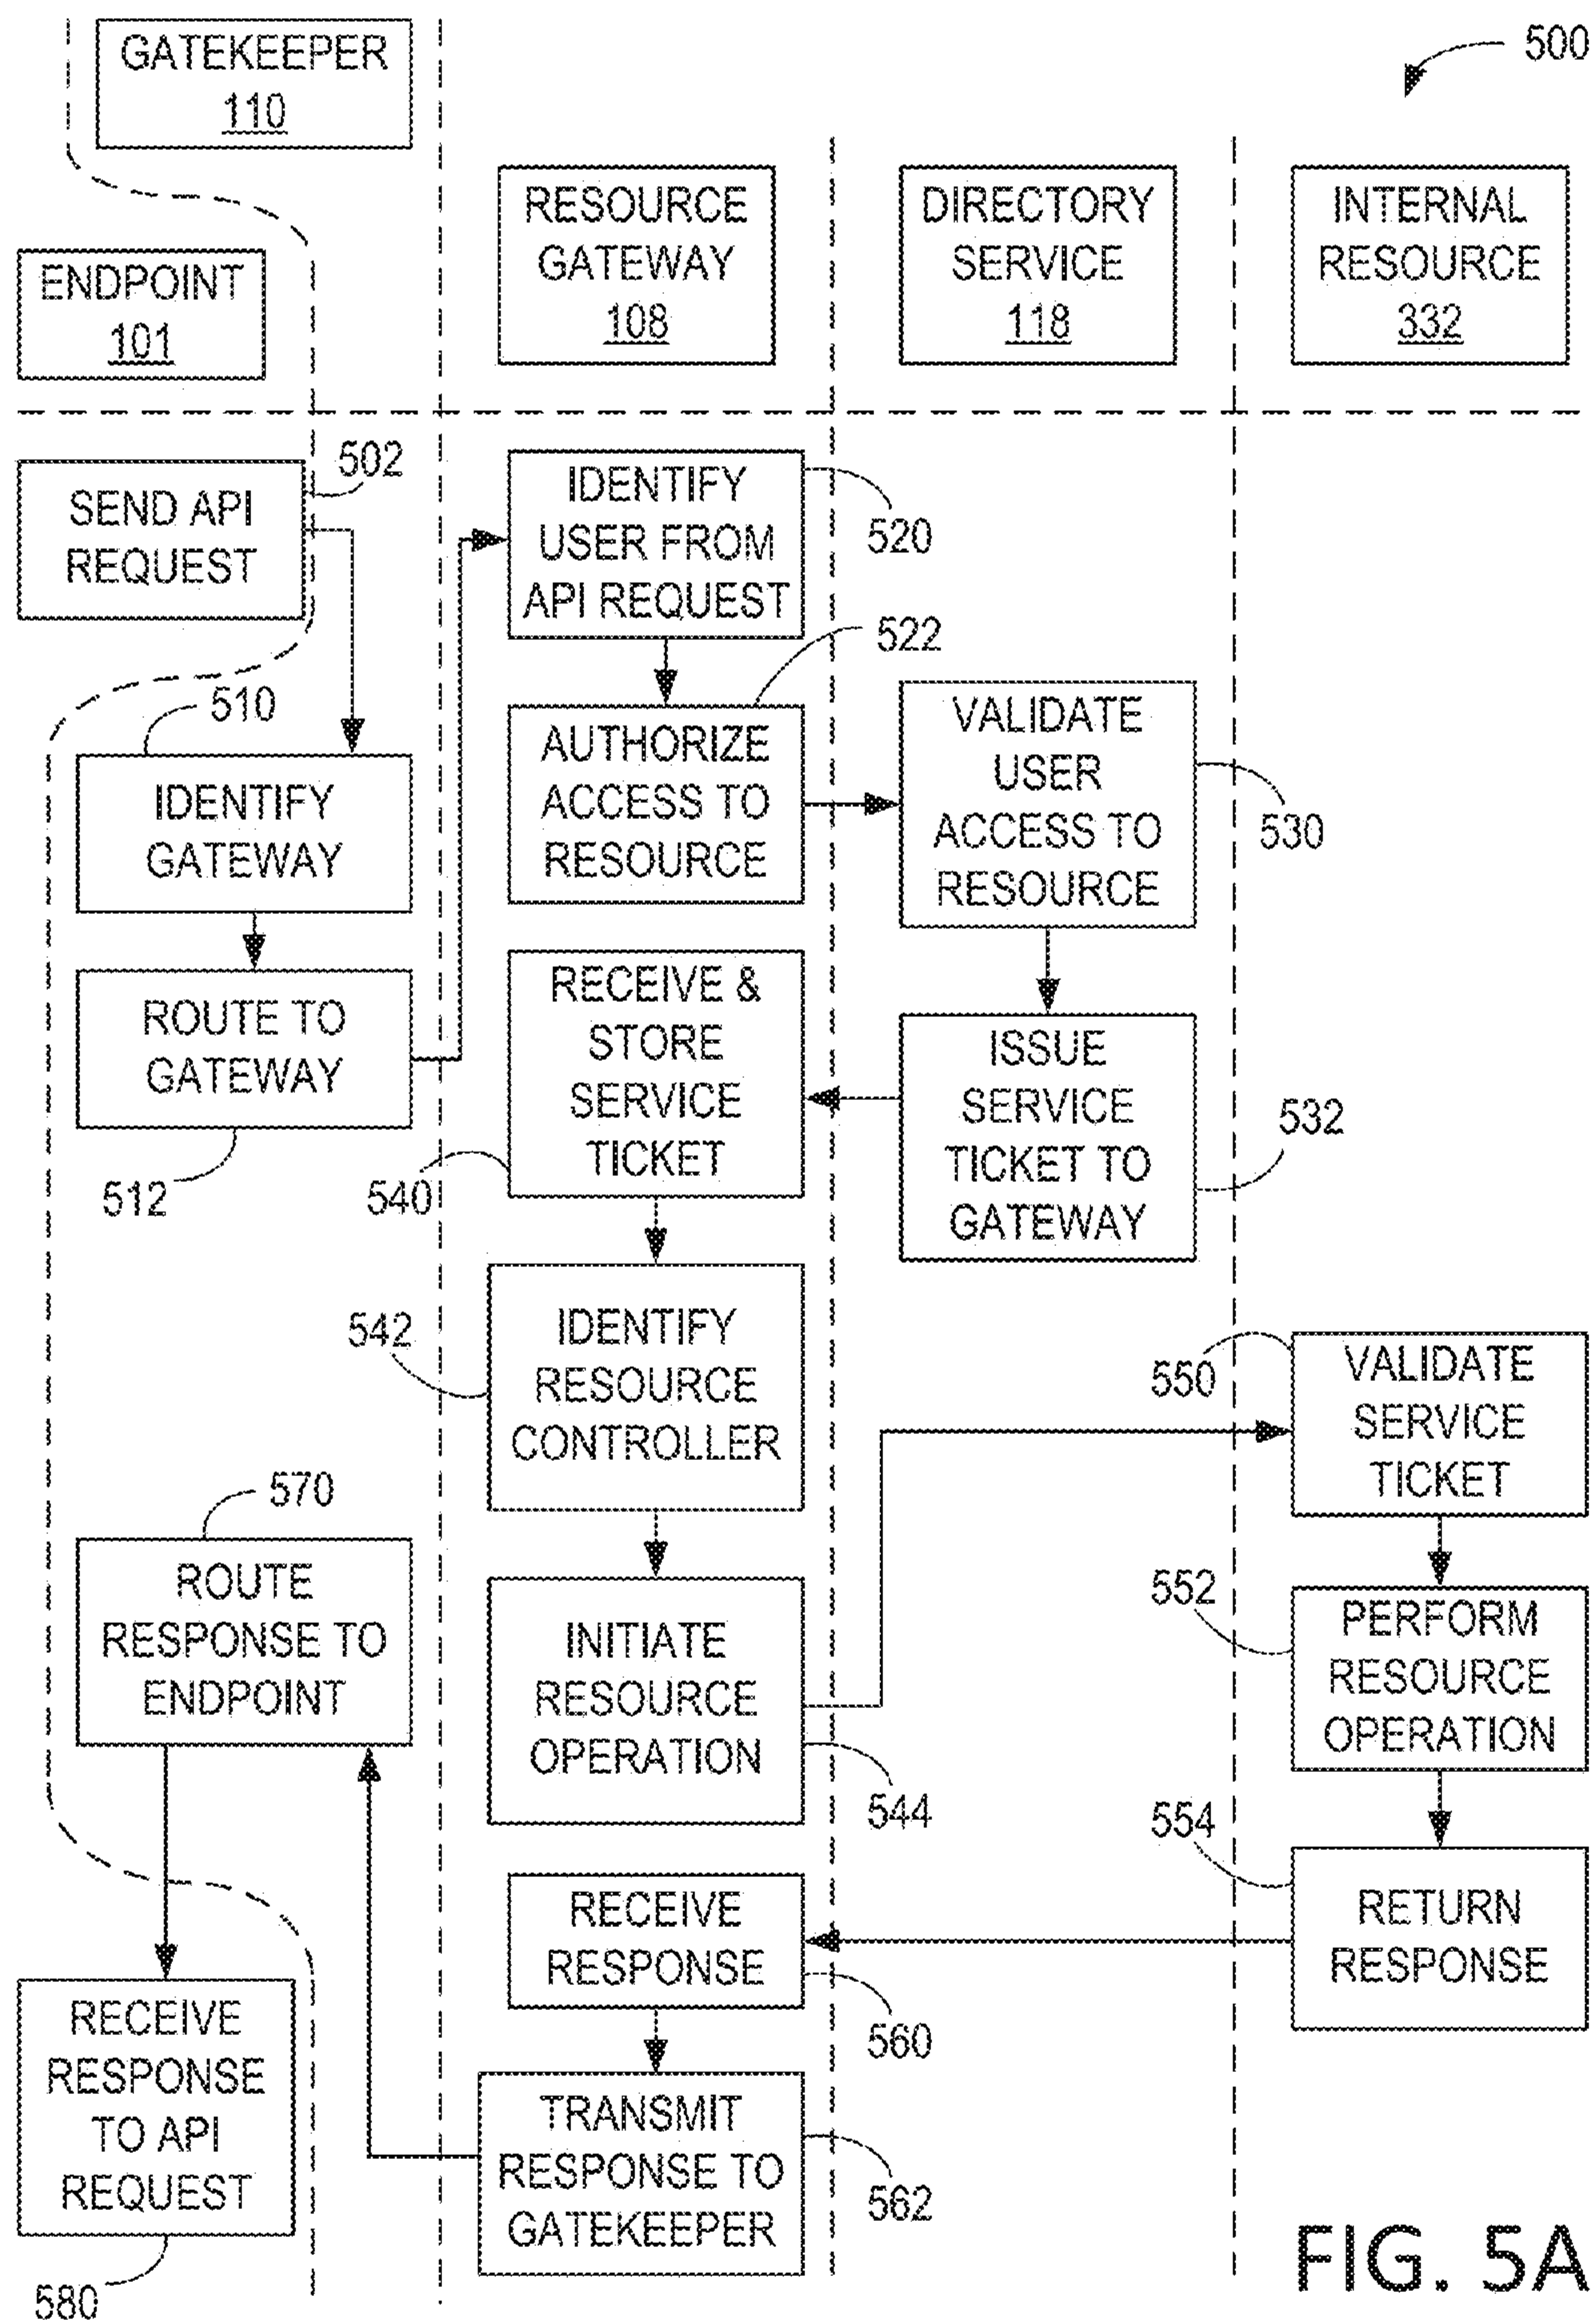 500
GATEKEEPER
110
ENDPOINT
101
RESOURCE
GATEWAY
108
DIRECTORY
SERVICE
118
INTERNAL
RESOURCE
332
SEND API
REQUEST
502
510
IDENTIFY
GATEWAY
ROUTE TO
GATEWAY
512
IDENTIFY
USER FROM
API REQUEST
520
522
AUTHORIZE
ACCESS TO
RESOURCE
VALIDATE
USER
ACCESS TO
RESOURCE
530
ISSUE
SERVICE
TICKET TO
GATEWAY
532
RECEIVE &
STORE
SERVICE
TICKET
540
542
IDENTIFY
RESOURCE
CONTROLLER
INITIATE
RESOURCE
OPERATION
544
550
VALIDATE
SERVICE
TICKET
552
PERFORM
RESOURCE
OPERATION
554
RETURN
RESPONSE
RECEIVE
RESPONSE
560
TRANSMIT
RESPONSE TO
GATEKEEPER
562
570
ROUTE
RESPONSE TO
ENDPOINT
RECEIVE
RESPONSE
TO API
REQUEST
580
FIG. 5A